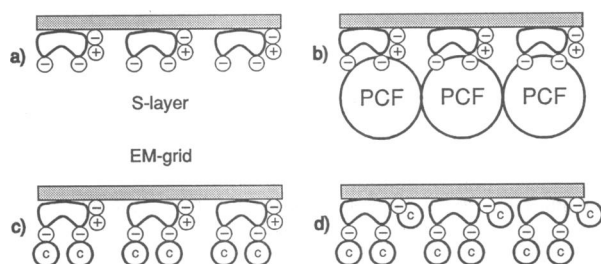 a)
b)
PCF PCF PCF
S-layer
EM-grid
c)
d)
c c c c c c
c c c c c c c c c